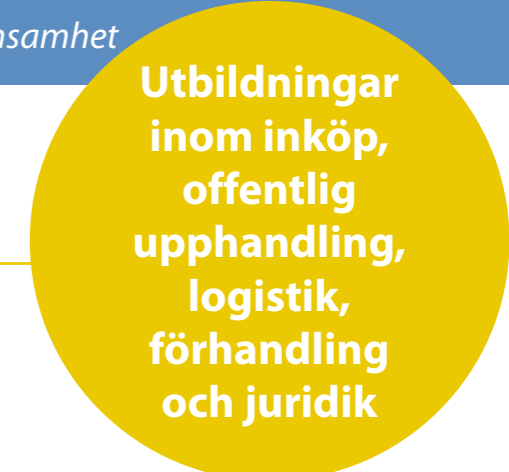 nsamhet
Utbildningar
inom inköp,
offentlig
upphandling,
logistik,
förhandling
och juridik